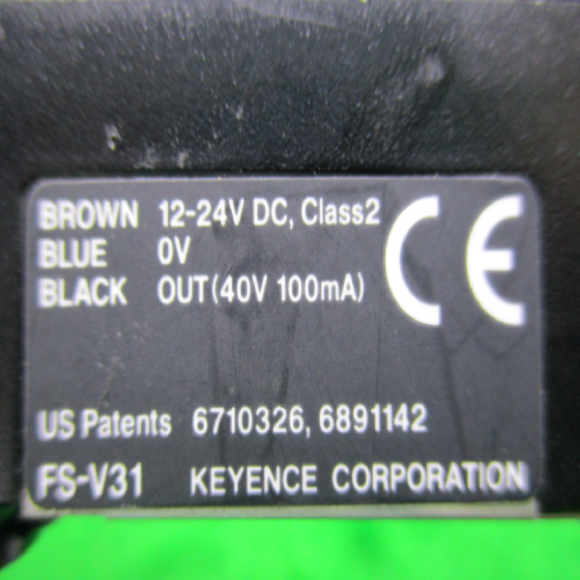 BROWN 12-24V DC, Class2
BLUE 0V
BLACK OUT(40V 100mA)
CE
US Patents 6710326, 6891142
FS-V31 KEYENCE CORPORATION